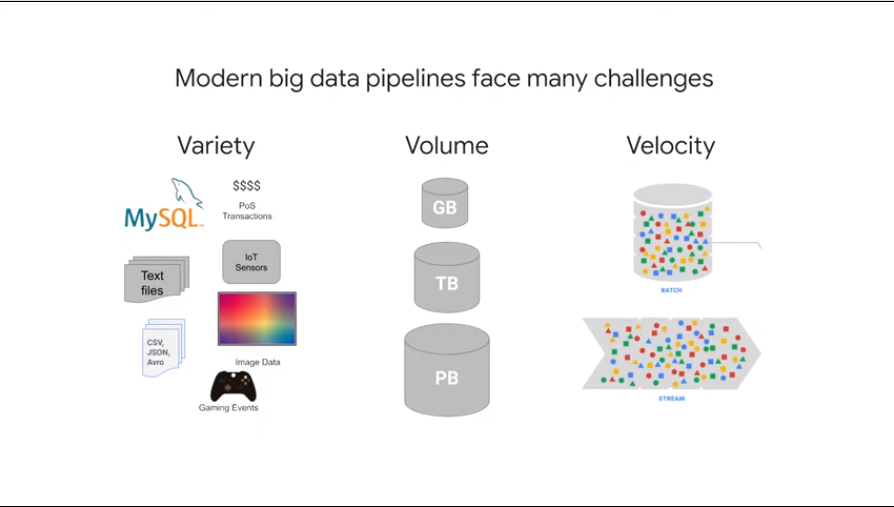 Modern big data pipelines face many challenges
Variety
MySQL™
$$$$
PoS
Transactions
Text
files
IoT
Sensors
CSV,
JSON,
Avro
Image Data
Gaming Events
Volume
GB
TB
PB
Velocity
BATCH
STREAM